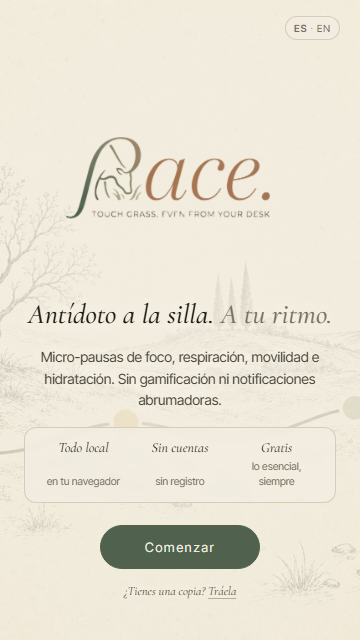 ES · EN
Pace.
TOUCH GRASS. EVEN FROM YOUR DESK
Antídoto a la silla. A tu ritmo.
Micro-pausas de foco, respiración, movilidad e
hidratación. Sin gamificación ni notificaciones
abrumadoras.
Todo local Sin cuentas Gratis
en tu navegador sin registro lo esencial,
siempre
Comenzar
¿Tienes una copia? Tráela